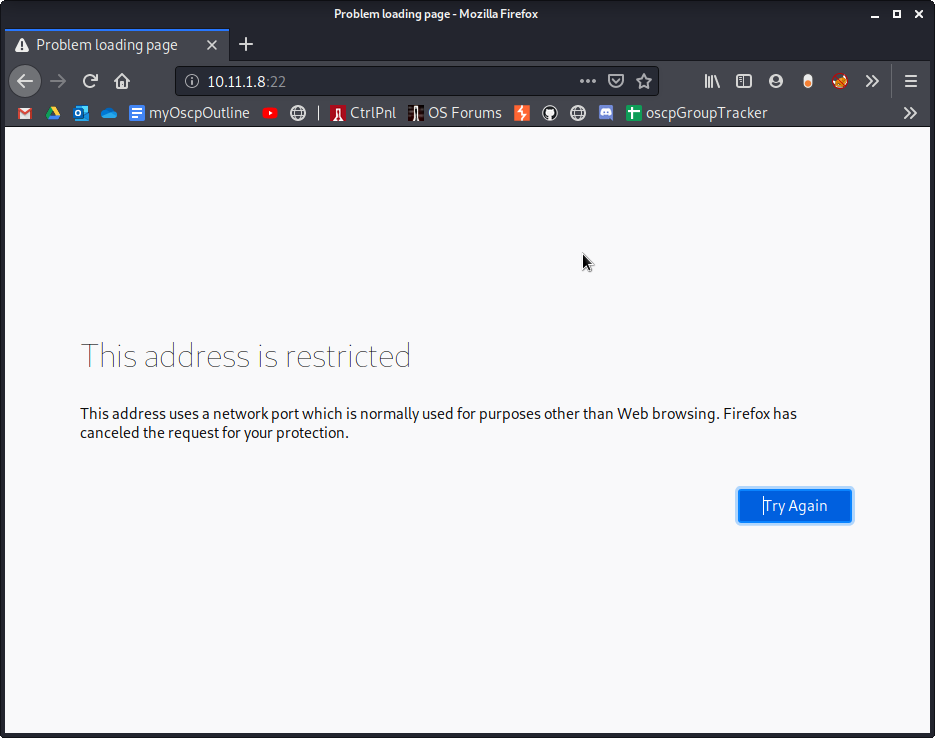 Problem loading page - Mozilla Firefox
Problem loading page
10.11.1.8:22
myOscpOutline
CtrlPnl
OS Forums
oscpGroupTracker
This address is restricted
This address uses a network port which is normally used for purposes other than Web browsing. Firefox has
canceled the request for your protection.
Try Again